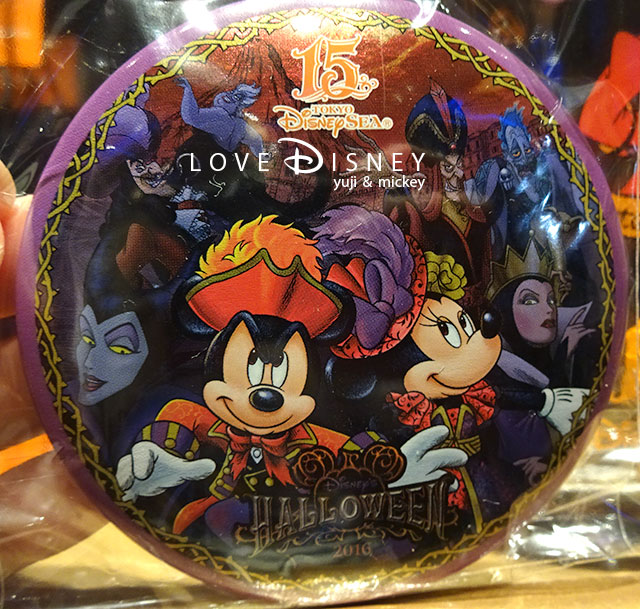 15
TOKYO
DISNEYSEA®
LOVE DISNEY
yuji & mickey
DISNEY'S
HALLOWEEN
2016